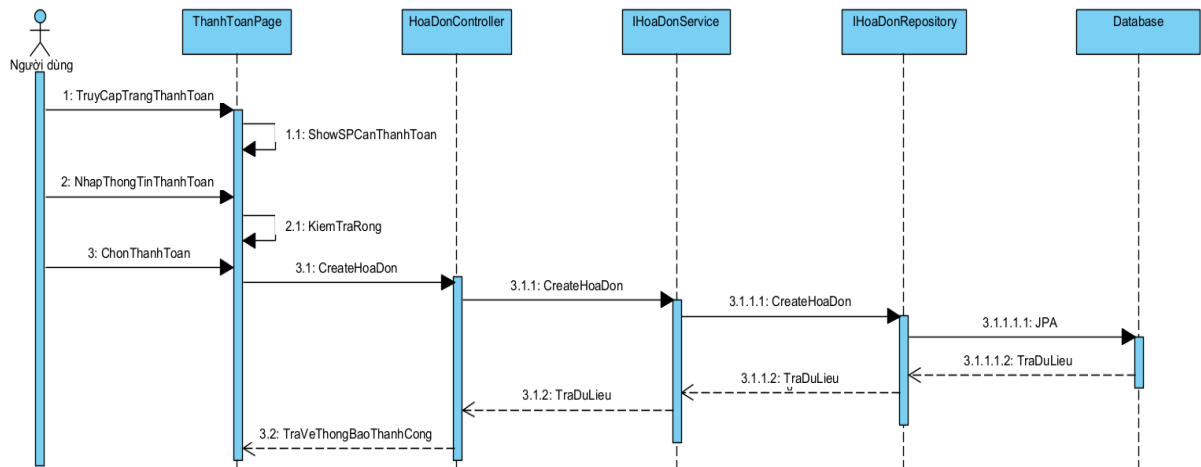 ThanhToanPage
HoaDonController
IHoaDonService
IHoaDonRepository
Database
Người dùng
1: TruyCapTrangThanhToan
1.1: ShowSPCanThanhToan
2: NhapThongTinThanhToan
2.1: KiemTraRong
3: ChonThanhToan
3.1: CreateHoaDon
3.1.1: CreateHoaDon
3.1.1.1: CreateHoaDon
3.1.1.1.1: JPA
3.1.1.1.2: TraDuLieu
3.1.1.2: TraDuLieu
3.1.2: TraDuLieu
3.2: TraVeThongBaoThanhCong